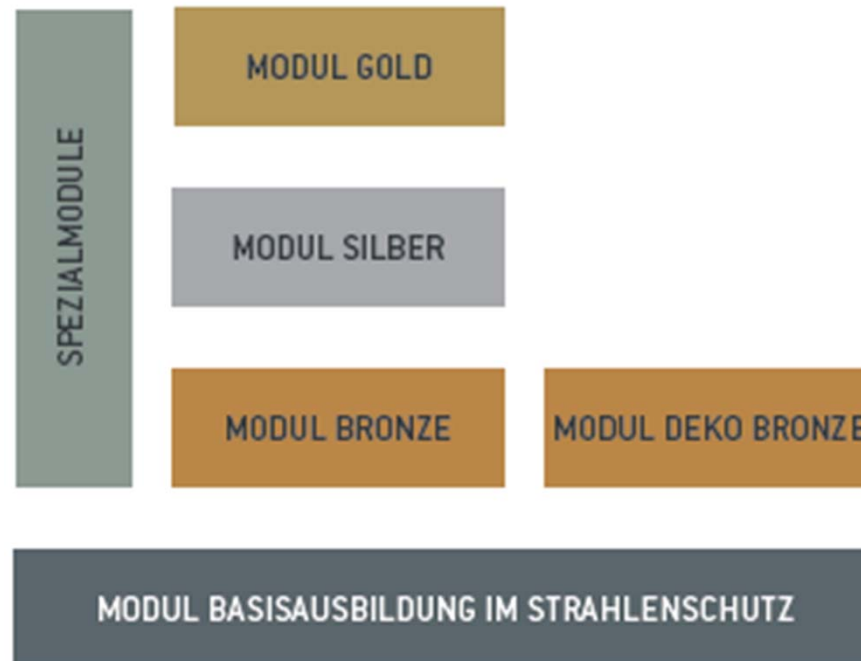 SPEZIALMODULE
MODUL GOLD
MODUL SILBER
MODUL BRONZE
MODUL DEKO BRONZE
MODUL BASISAUSBILDUNG IM STRAHLENSCHUTZ